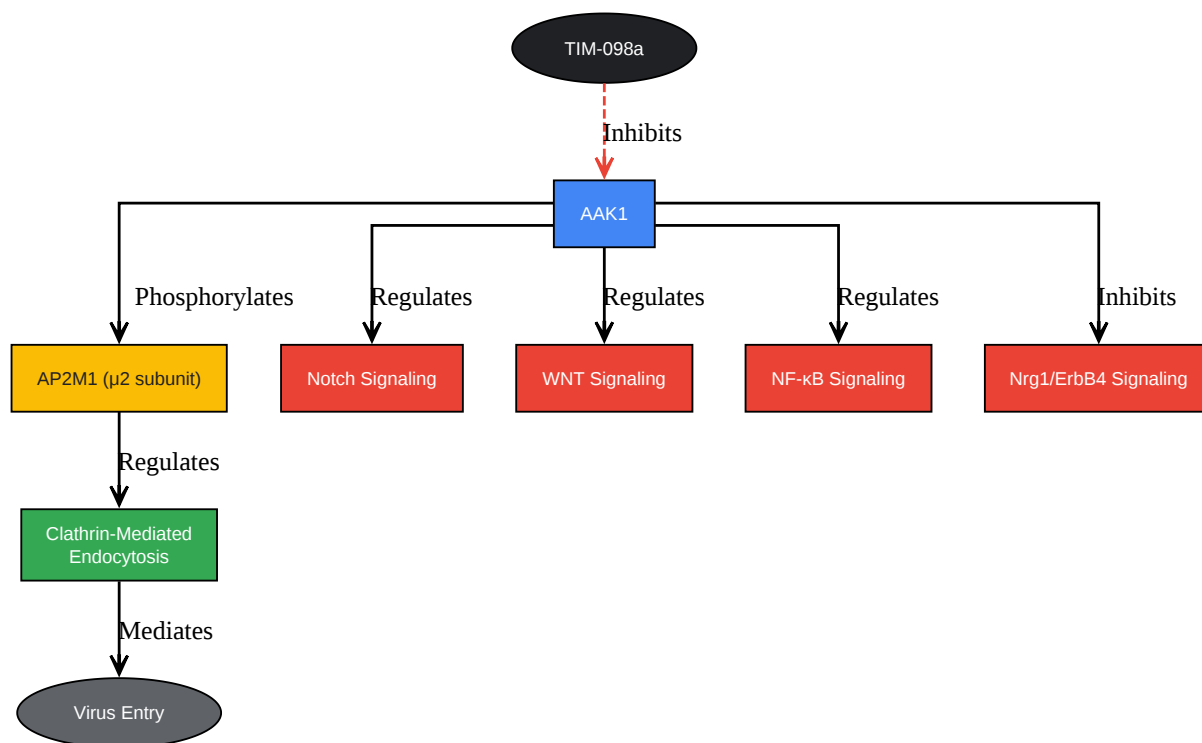 TIM-098a
Inhibits
AAK1
Phosphorylates
Regulates
Regulates
Regulates
Inhibits
AP2M1 (μ2 subunit)
Notch Signaling
WNT Signaling
NF-κB Signaling
Nrg1/ErbB4 Signaling
Regulates
Clathrin-Mediated
Endocytosis
Mediates
Virus Entry